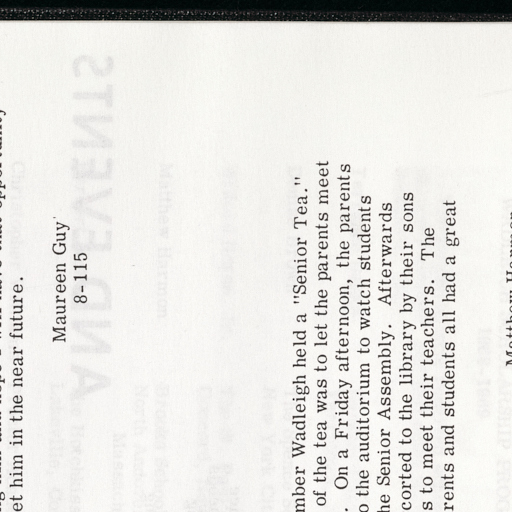 et him in the near future.
Maureen Guy
8-115
mber Wadleigh held a "Senior Tea."
of the tea was to let the parents meet
. On a Friday afternoon, the parents
o the auditorium to watch students
he Senior Assembly. Afterwards
corted to the library by their sons
s to meet their teachers. The
rents and students all had a great
Matthew